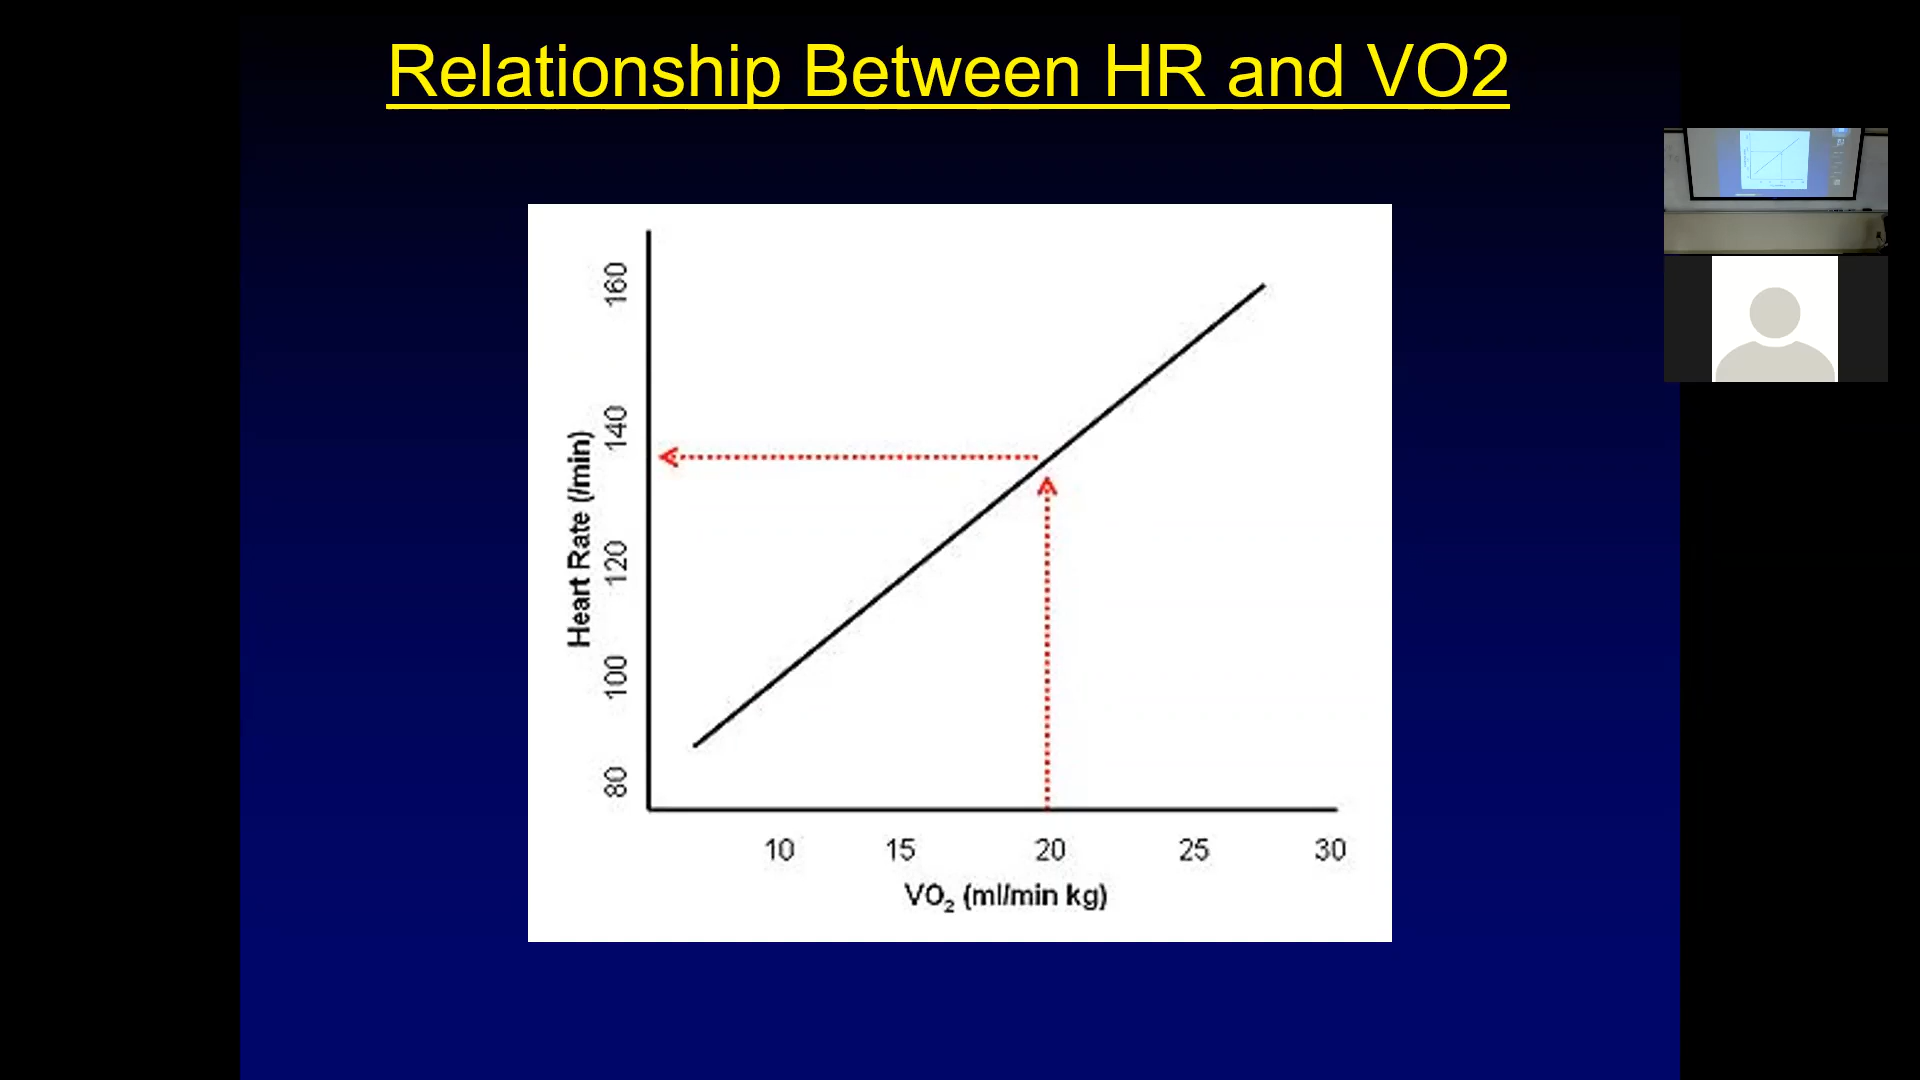 Relationship Between HR and VO2
160
140
120
100
80
Heart Rate (/min)
10 15 20 25 30
VO₂ (ml/min kg)